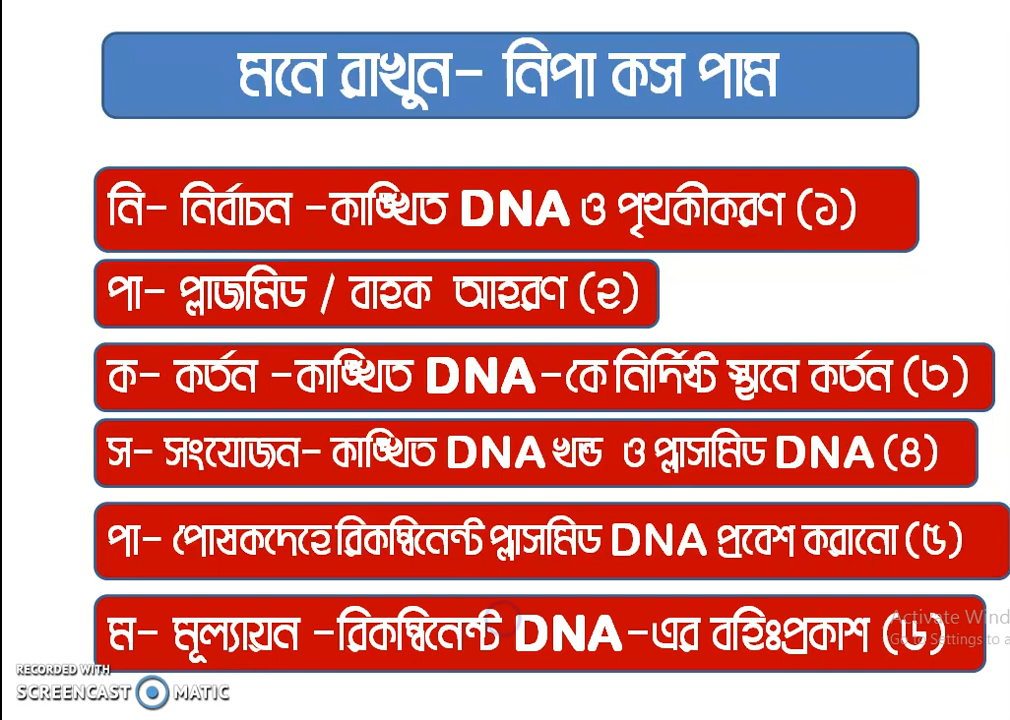 মনে রাখুন- নিপা কস পাম
নি- নির্বাচন -কাঙ্খিত DNA ও পৃথকীকরণ (১)
পা- প্লাজমিড / বাহক আহরণ (২)
ক- কর্তন -কাঙ্খিত DNA-কে নির্দিষ্ট স্থানে কর্তন (৩)
স- সংযোজন- কাঙ্খিত DNA খন্ড ও প্লাসমিড DNA (৪)
পা- পোষকদেহে রিকম্বিনেন্ট প্লাসমিড DNA প্রবেশ করানো (৫)
ম- মূল্যায়ন -রিকম্বিনেন্ট DNA-এর বহিঃপ্রকাশ (৬)
Activate Wind
Go to Settings to a
RECORDED WITH
SCREENCAST MATIC